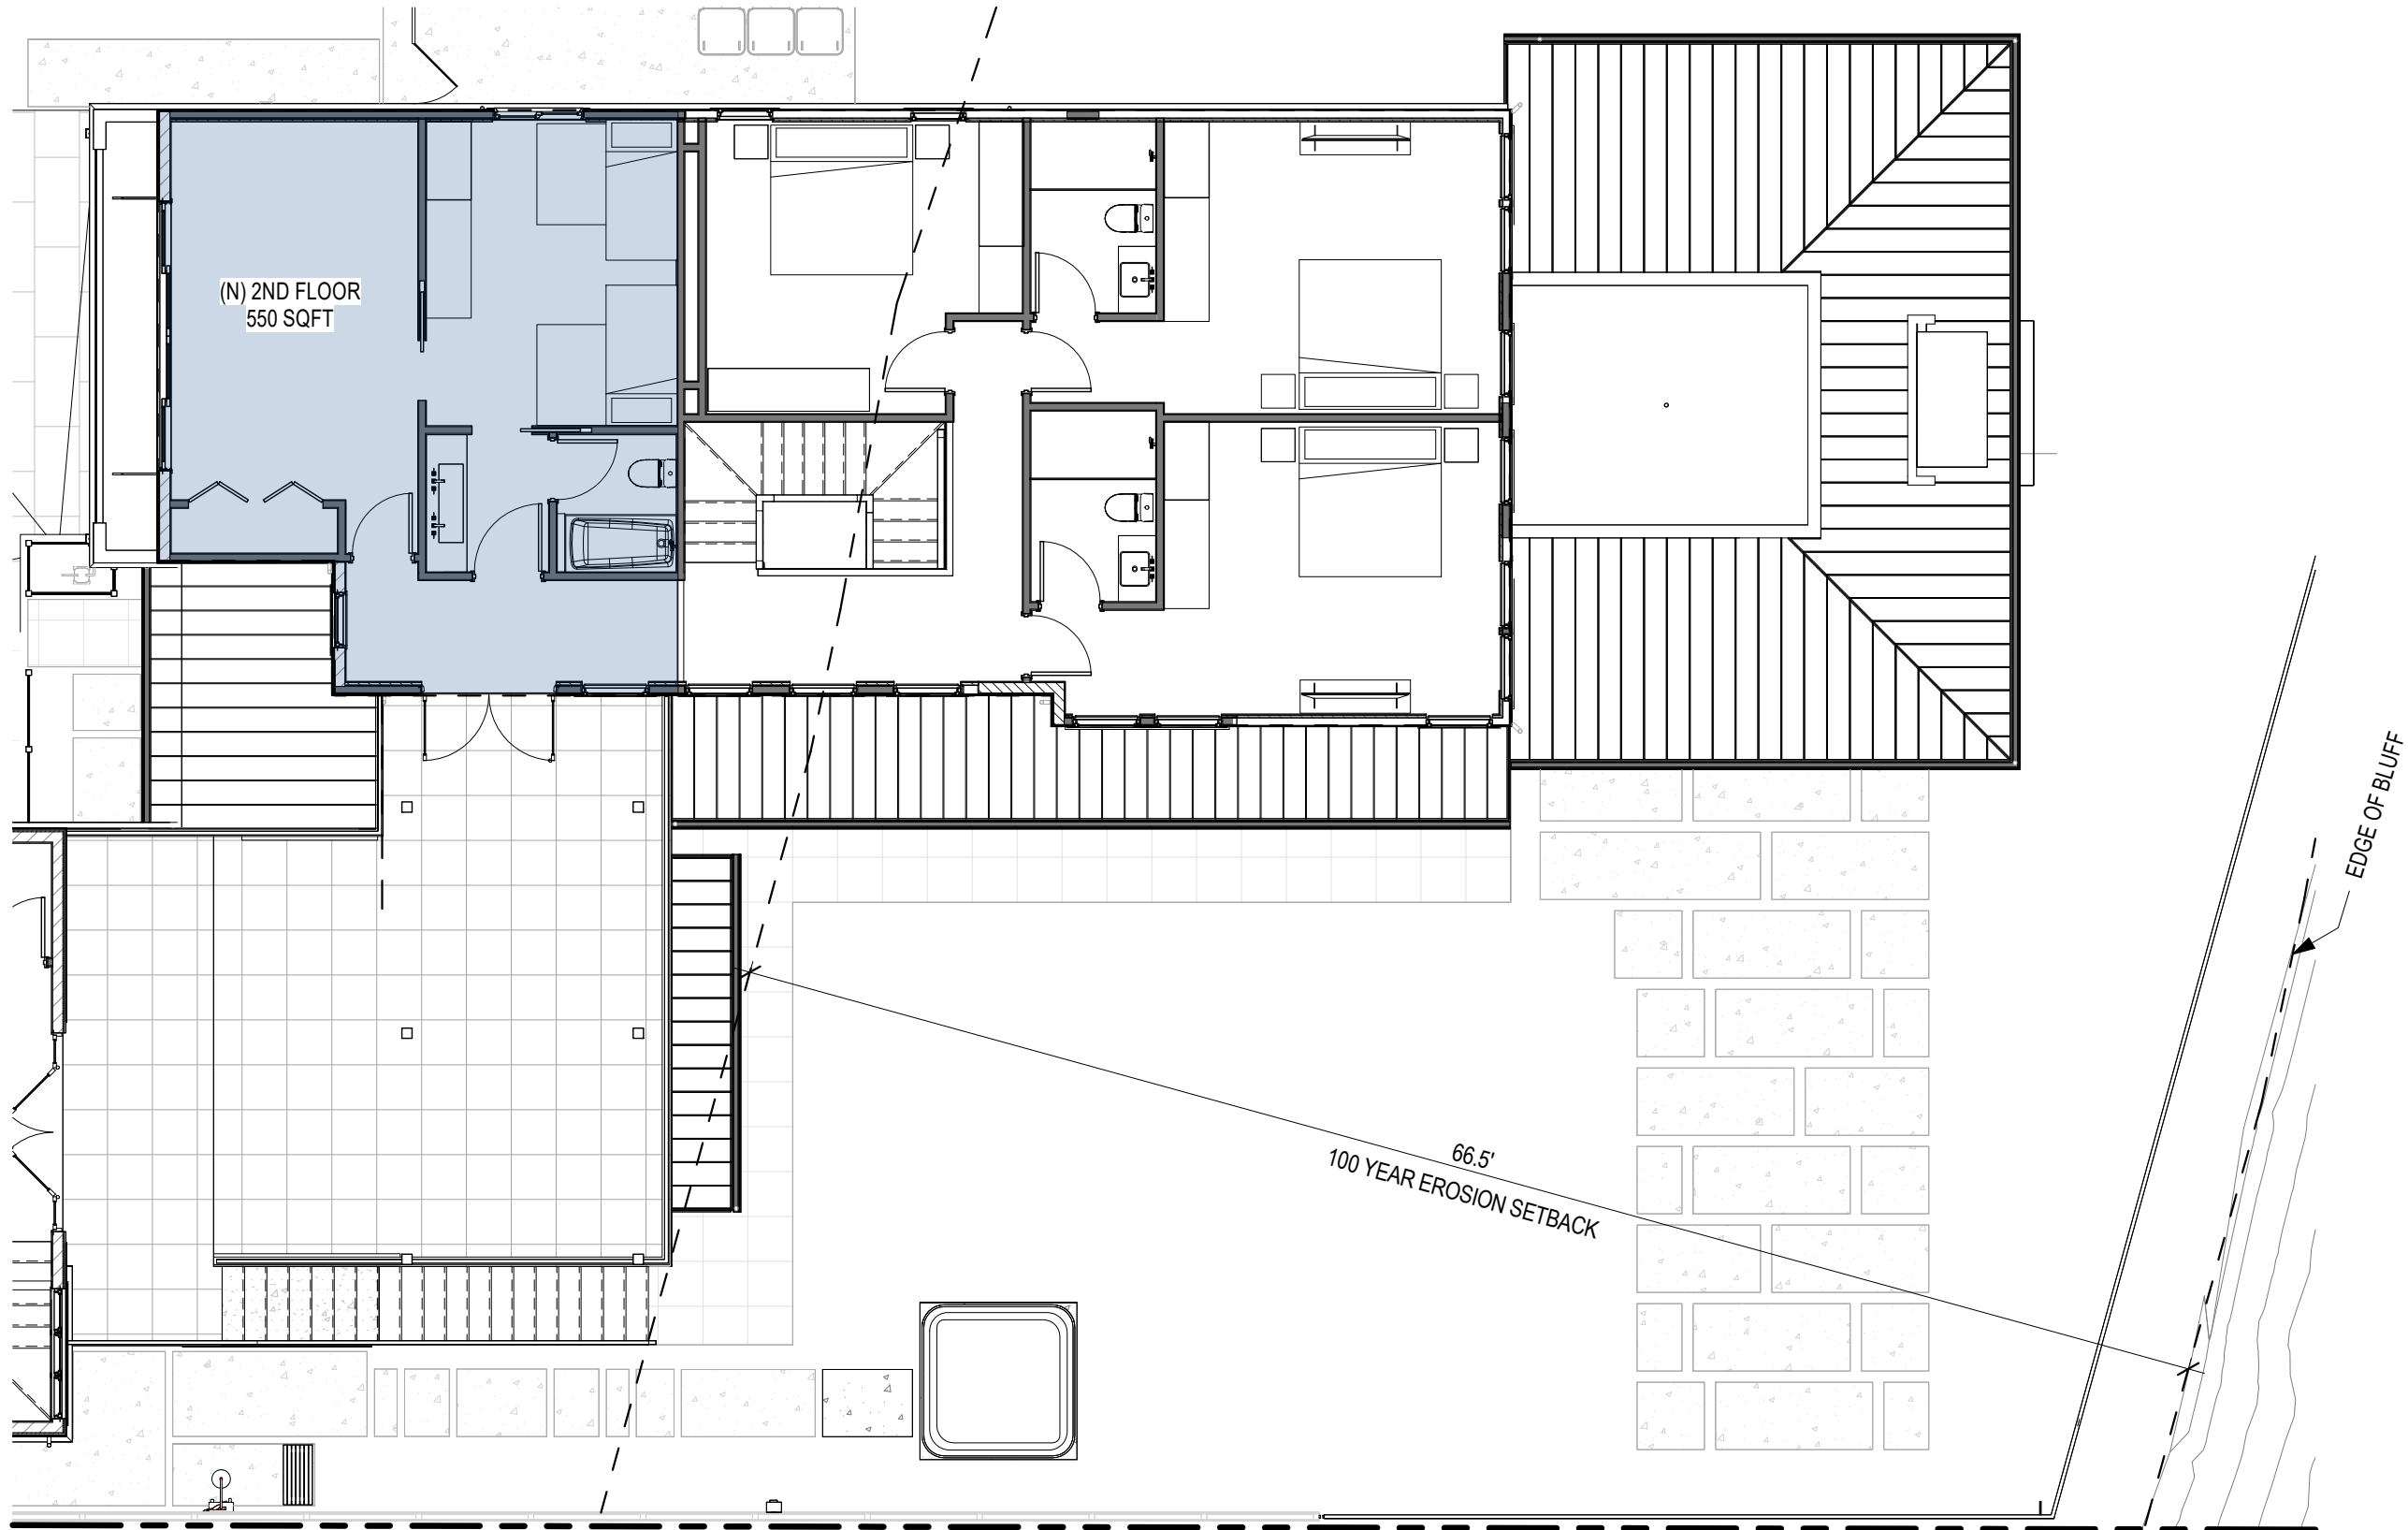 (N) 2ND FLOOR
550 SQFT
EDGE OF BLUFF
66.5'
100 YEAR EROSION SETBACK